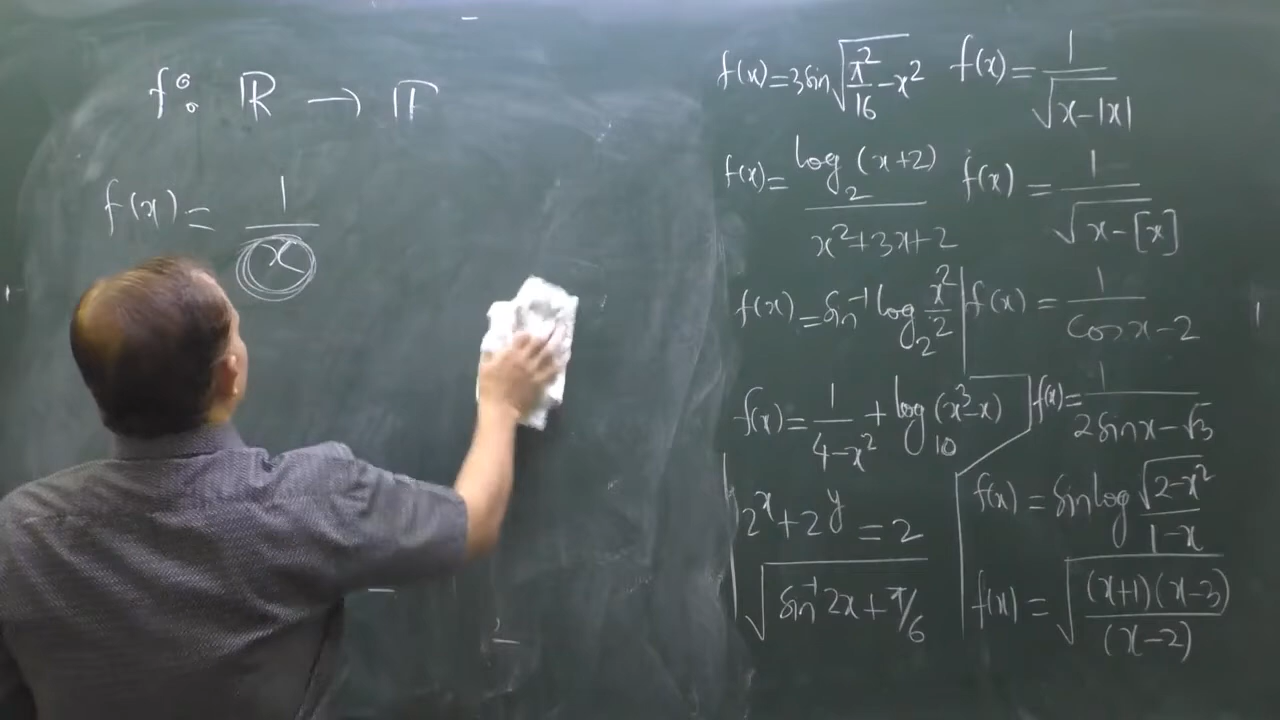 f: ℝ → ℝ
f(x) = 1/x
f(x) = 3 sin √(π²/16 − x²)
f(x) = 1/√(x − |x|)
f(x) = log₂(x+2)/(x²+3x+2)
f(x) = 1/√(x − [x])
f(x) = sin⁻¹ log₂ x²/2
f(x) = 1/(cos x − 2)
f(x) = 1/(4−x²) + log₁₀(x³−x)
f(x) = 1/(2 sin x − √3)
2ˣ + 2ʸ = 2
f(x) = sin log √(2−x²)/(1−x)
√(sin⁻¹ 2x + π/6)
f(x) = √((x+1)(x−3)/(x−2))